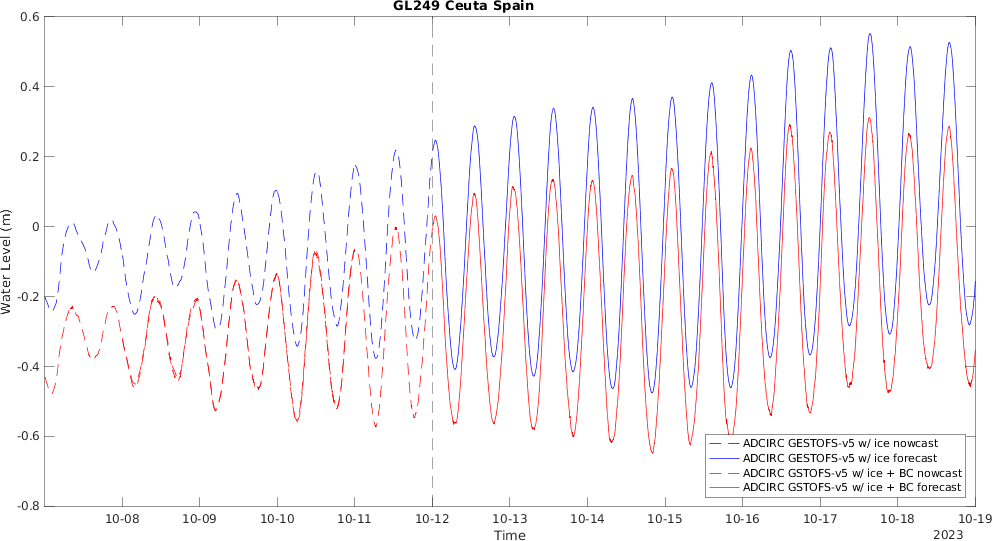 GL249 Ceuta Spain
0.6
0.4
0.2
0
-0.2
-0.4
-0.6
-0.8
Water Level (m)
ADCIRC GESTOFS-v5 w/ ice nowcast
ADCIRC GESTOFS-v5 w/ ice forecast
ADCIRC GSTOFS-v5 w/ ice + BC nowcast
ADCIRC GSTOFS-v5 w/ ice + BC forecast
10-08 10-09 10-10 10-11 10-12 10-13 10-14 10-15 10-16 10-17 10-18 10-19
Time
2023